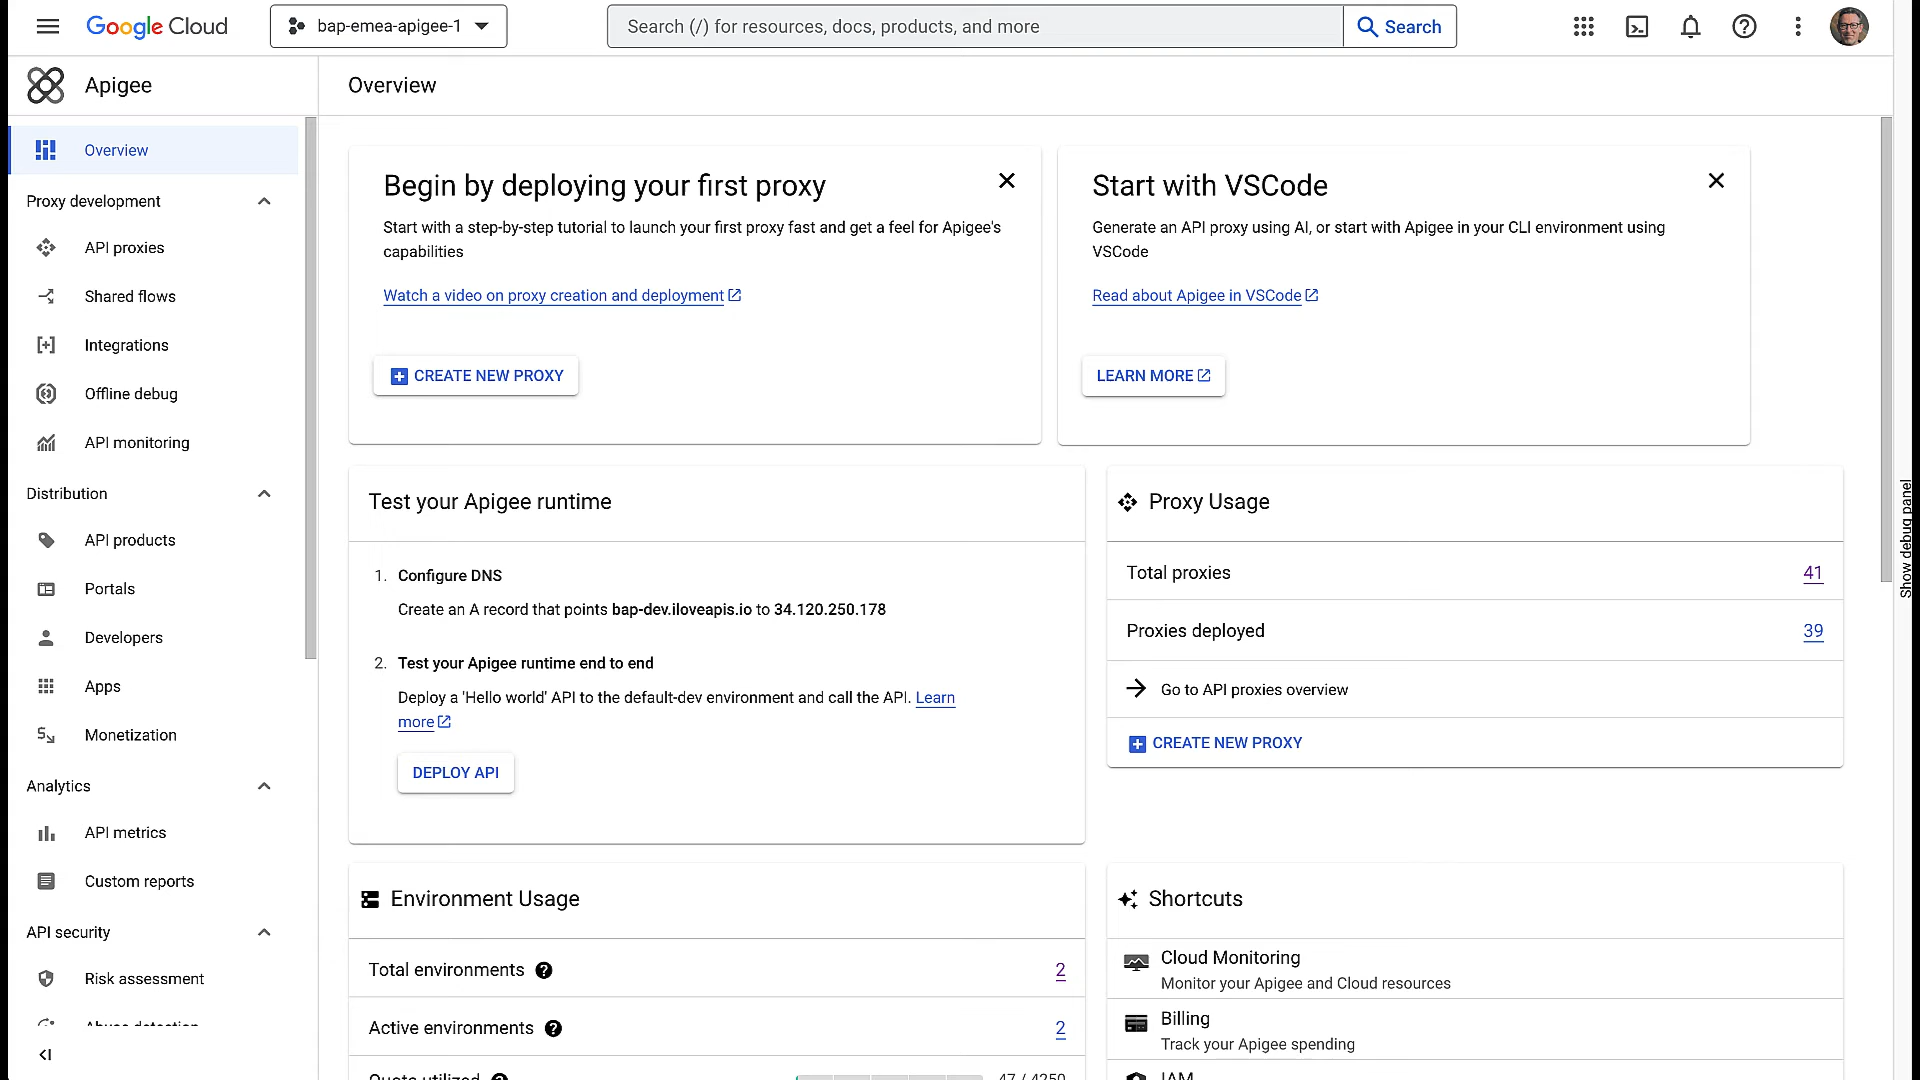 Google Cloud
bap-emea-apigee-1
Search (/) for resources, docs, products, and more
Search
Apigee
Overview
Overview
Proxy development
API proxies
Shared flows
Integrations
Offline debug
API monitoring
Distribution
API products
Portals
Developers
Apps
Monetization
Analytics
API metrics
Custom reports
API security
Risk assessment
Abuse detection
Begin by deploying your first proxy
Start with a step-by-step tutorial to launch your first proxy fast and get a feel for Apigee's
capabilities
Watch a video on proxy creation and deployment
CREATE NEW PROXY
Start with VSCode
Generate an API proxy using AI, or start with Apigee in your CLI environment using
VSCode
Read about Apigee in VSCode
LEARN MORE
Test your Apigee runtime
1. Configure DNS
Create an A record that points bap-dev.iloveapis.io to 34.120.250.178
2. Test your Apigee runtime end to end
Deploy a 'Hello world' API to the default-dev environment and call the API. Learn
more
DEPLOY API
Proxy Usage
Total proxies 41
Proxies deployed 39
Go to API proxies overview
CREATE NEW PROXY
Environment Usage
Total environments 2
Active environments 2
Quota utilized 47 / 4250
Shortcuts
Cloud Monitoring
Monitor your Apigee and Cloud resources
Billing
Track your Apigee spending
IAM
Show debug panel